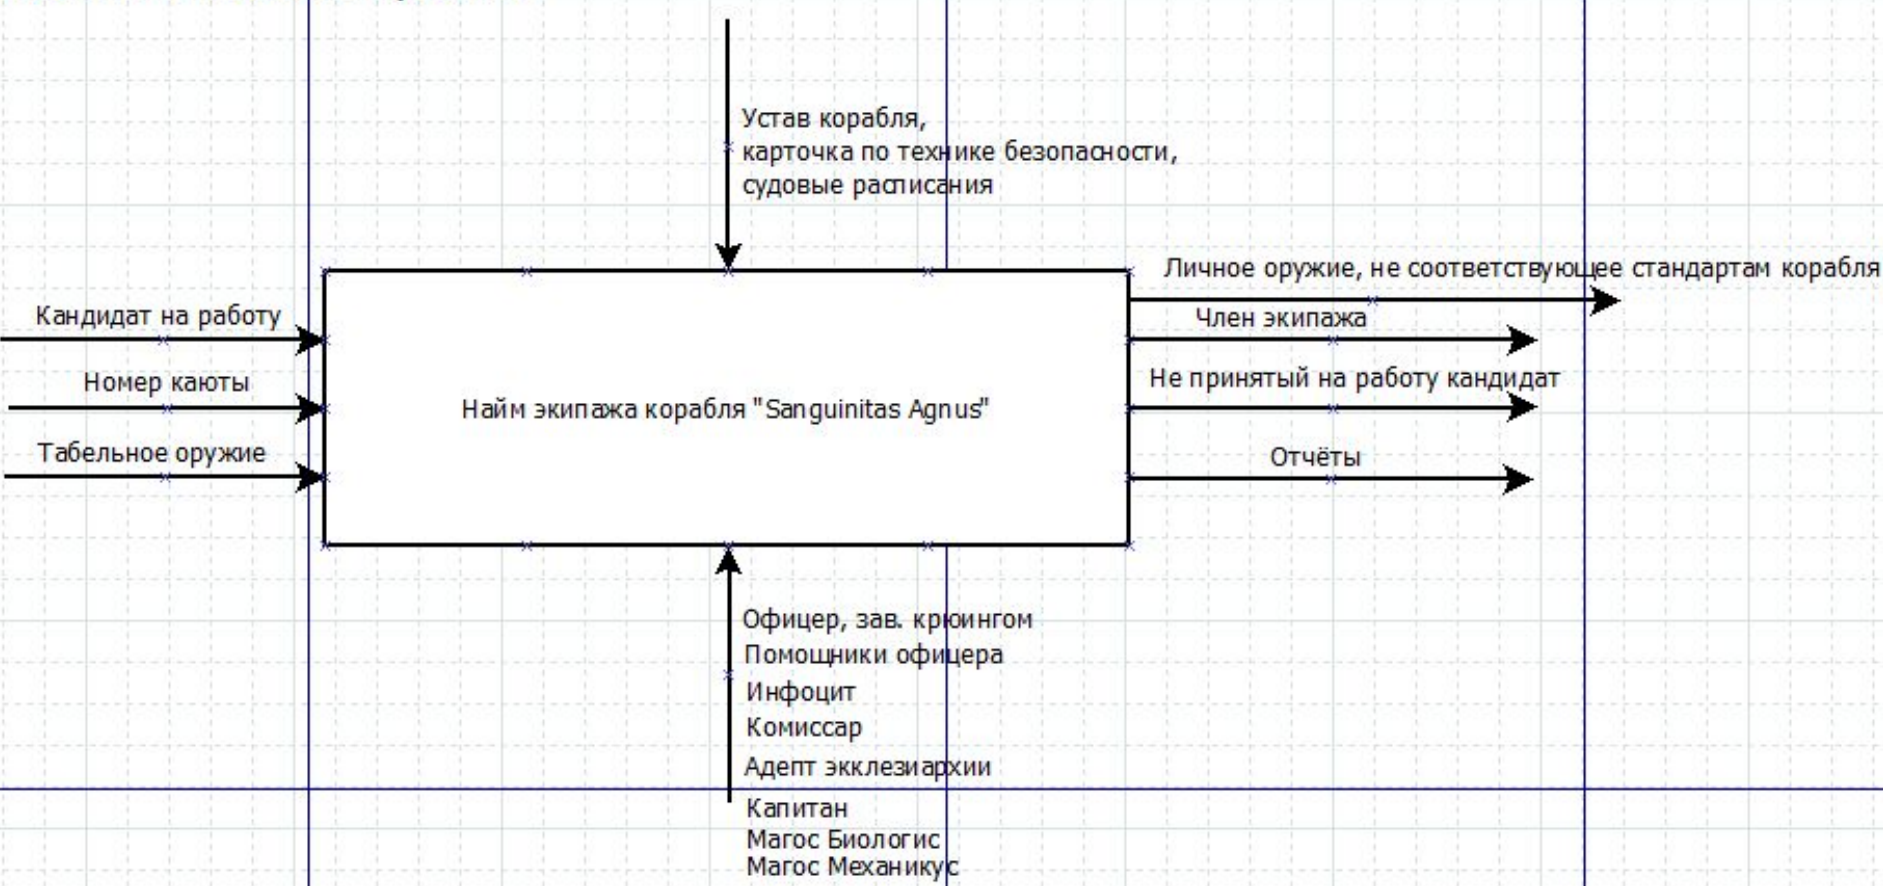 Устав корабля,
карточка по технике безопасности,
судовые расписания
Личное оружие, не соответствующее стандартам корабля
Кандидат на работу
Член экипажа
Номер каюты
Не принятый на работу кандидат
Найм экипажа корабля "Sanguinitas Agnus"
Табельное оружие
Отчёты
Офицер, зав. крюингом
Помощники офицера
Инфоцит
Комиссар
Адепт экклезиархии
Капитан
Магос Биологис
Магос Механикус